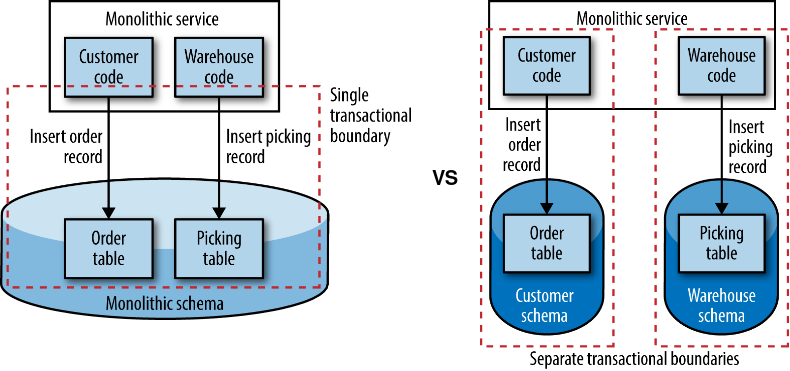 Monolithic service
Customer
code
Warehouse
code
Single
transactional
boundary
Insert order
record
Insert picking
record
Order
table
Picking
table
Monolithic schema
VS
Monolithic service
Customer
code
Warehouse
code
Insert
order
record
Insert
picking
record
Order
table
Picking
table
Customer
schema
Warehouse
schema
Separate transactional boundaries